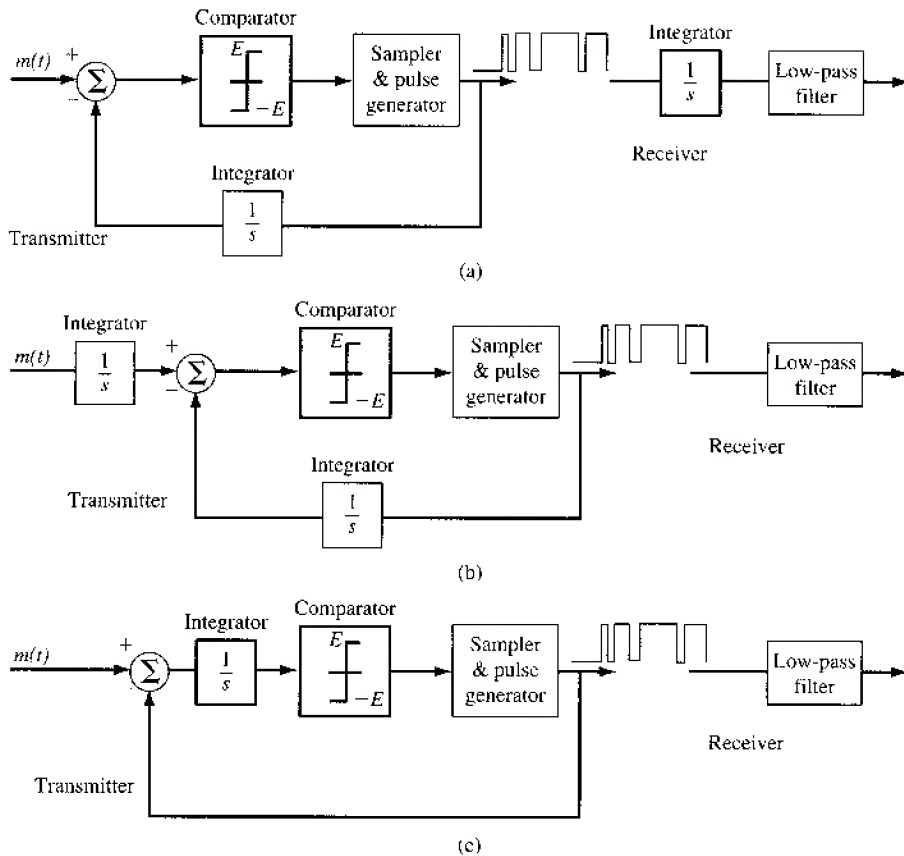 Comparator
Integrator
m(t)
+
−
Σ
E
−E
Sampler
& pulse
generator
1
s
Low-pass
filter
Integrator
Receiver
1
s
Transmitter
(a)
Integrator
Comparator
m(t)
1
s
+
−
Σ
E
−E
Sampler
& pulse
generator
Low-pass
filter
Receiver
Integrator
Transmitter
1
s
(b)
Integrator
Comparator
m(t)
+
Σ
1
s
E
−E
Sampler
& pulse
generator
Low-pass
filter
Receiver
Transmitter
(c)